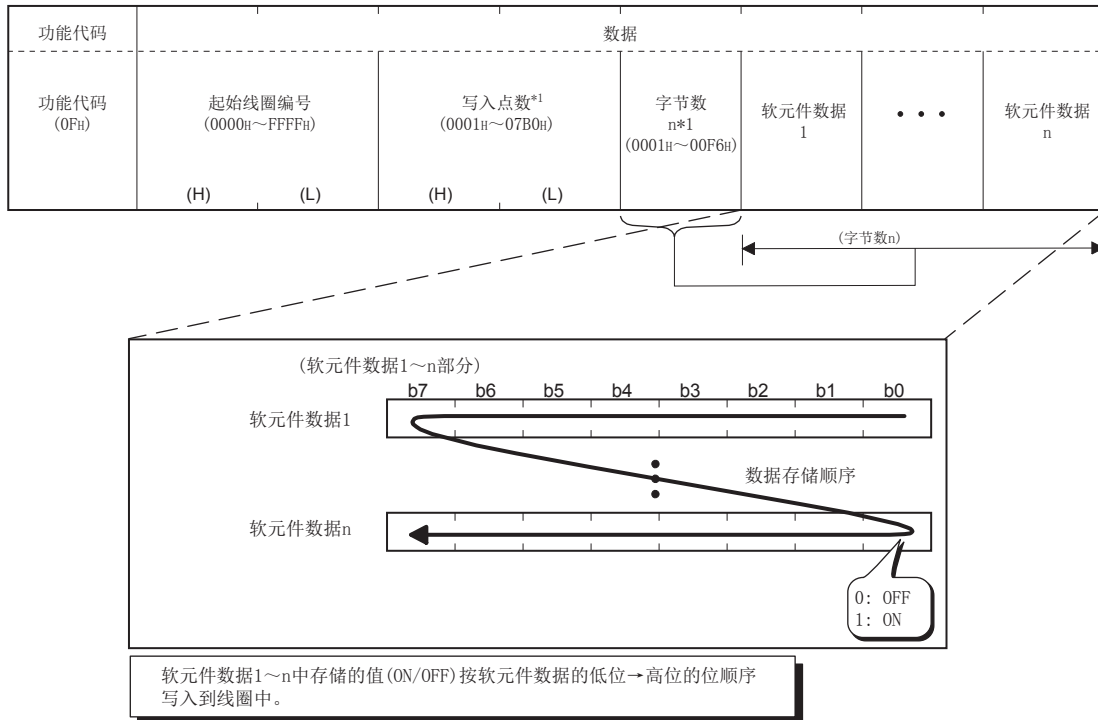 功能代码
数据
功能代码
(0FH)
起始线圈编号
(0000H～FFFFH)
(H)
(L)
写入点数*1
(0001H～07B0H)
(H)
(L)
字节数
n*1
(0001H～00F6H)
软元件数据
1
• • •
软元件数据
n
(字节数n)
(软元件数据1～n部分)
b7 b6 b5 b4 b3 b2 b1 b0
软元件数据1
数据存储顺序
软元件数据n
0: OFF
1: ON
软元件数据1～n中存储的值(ON/OFF)按软元件数据的低位→高位的位顺序
写入到线圈中。